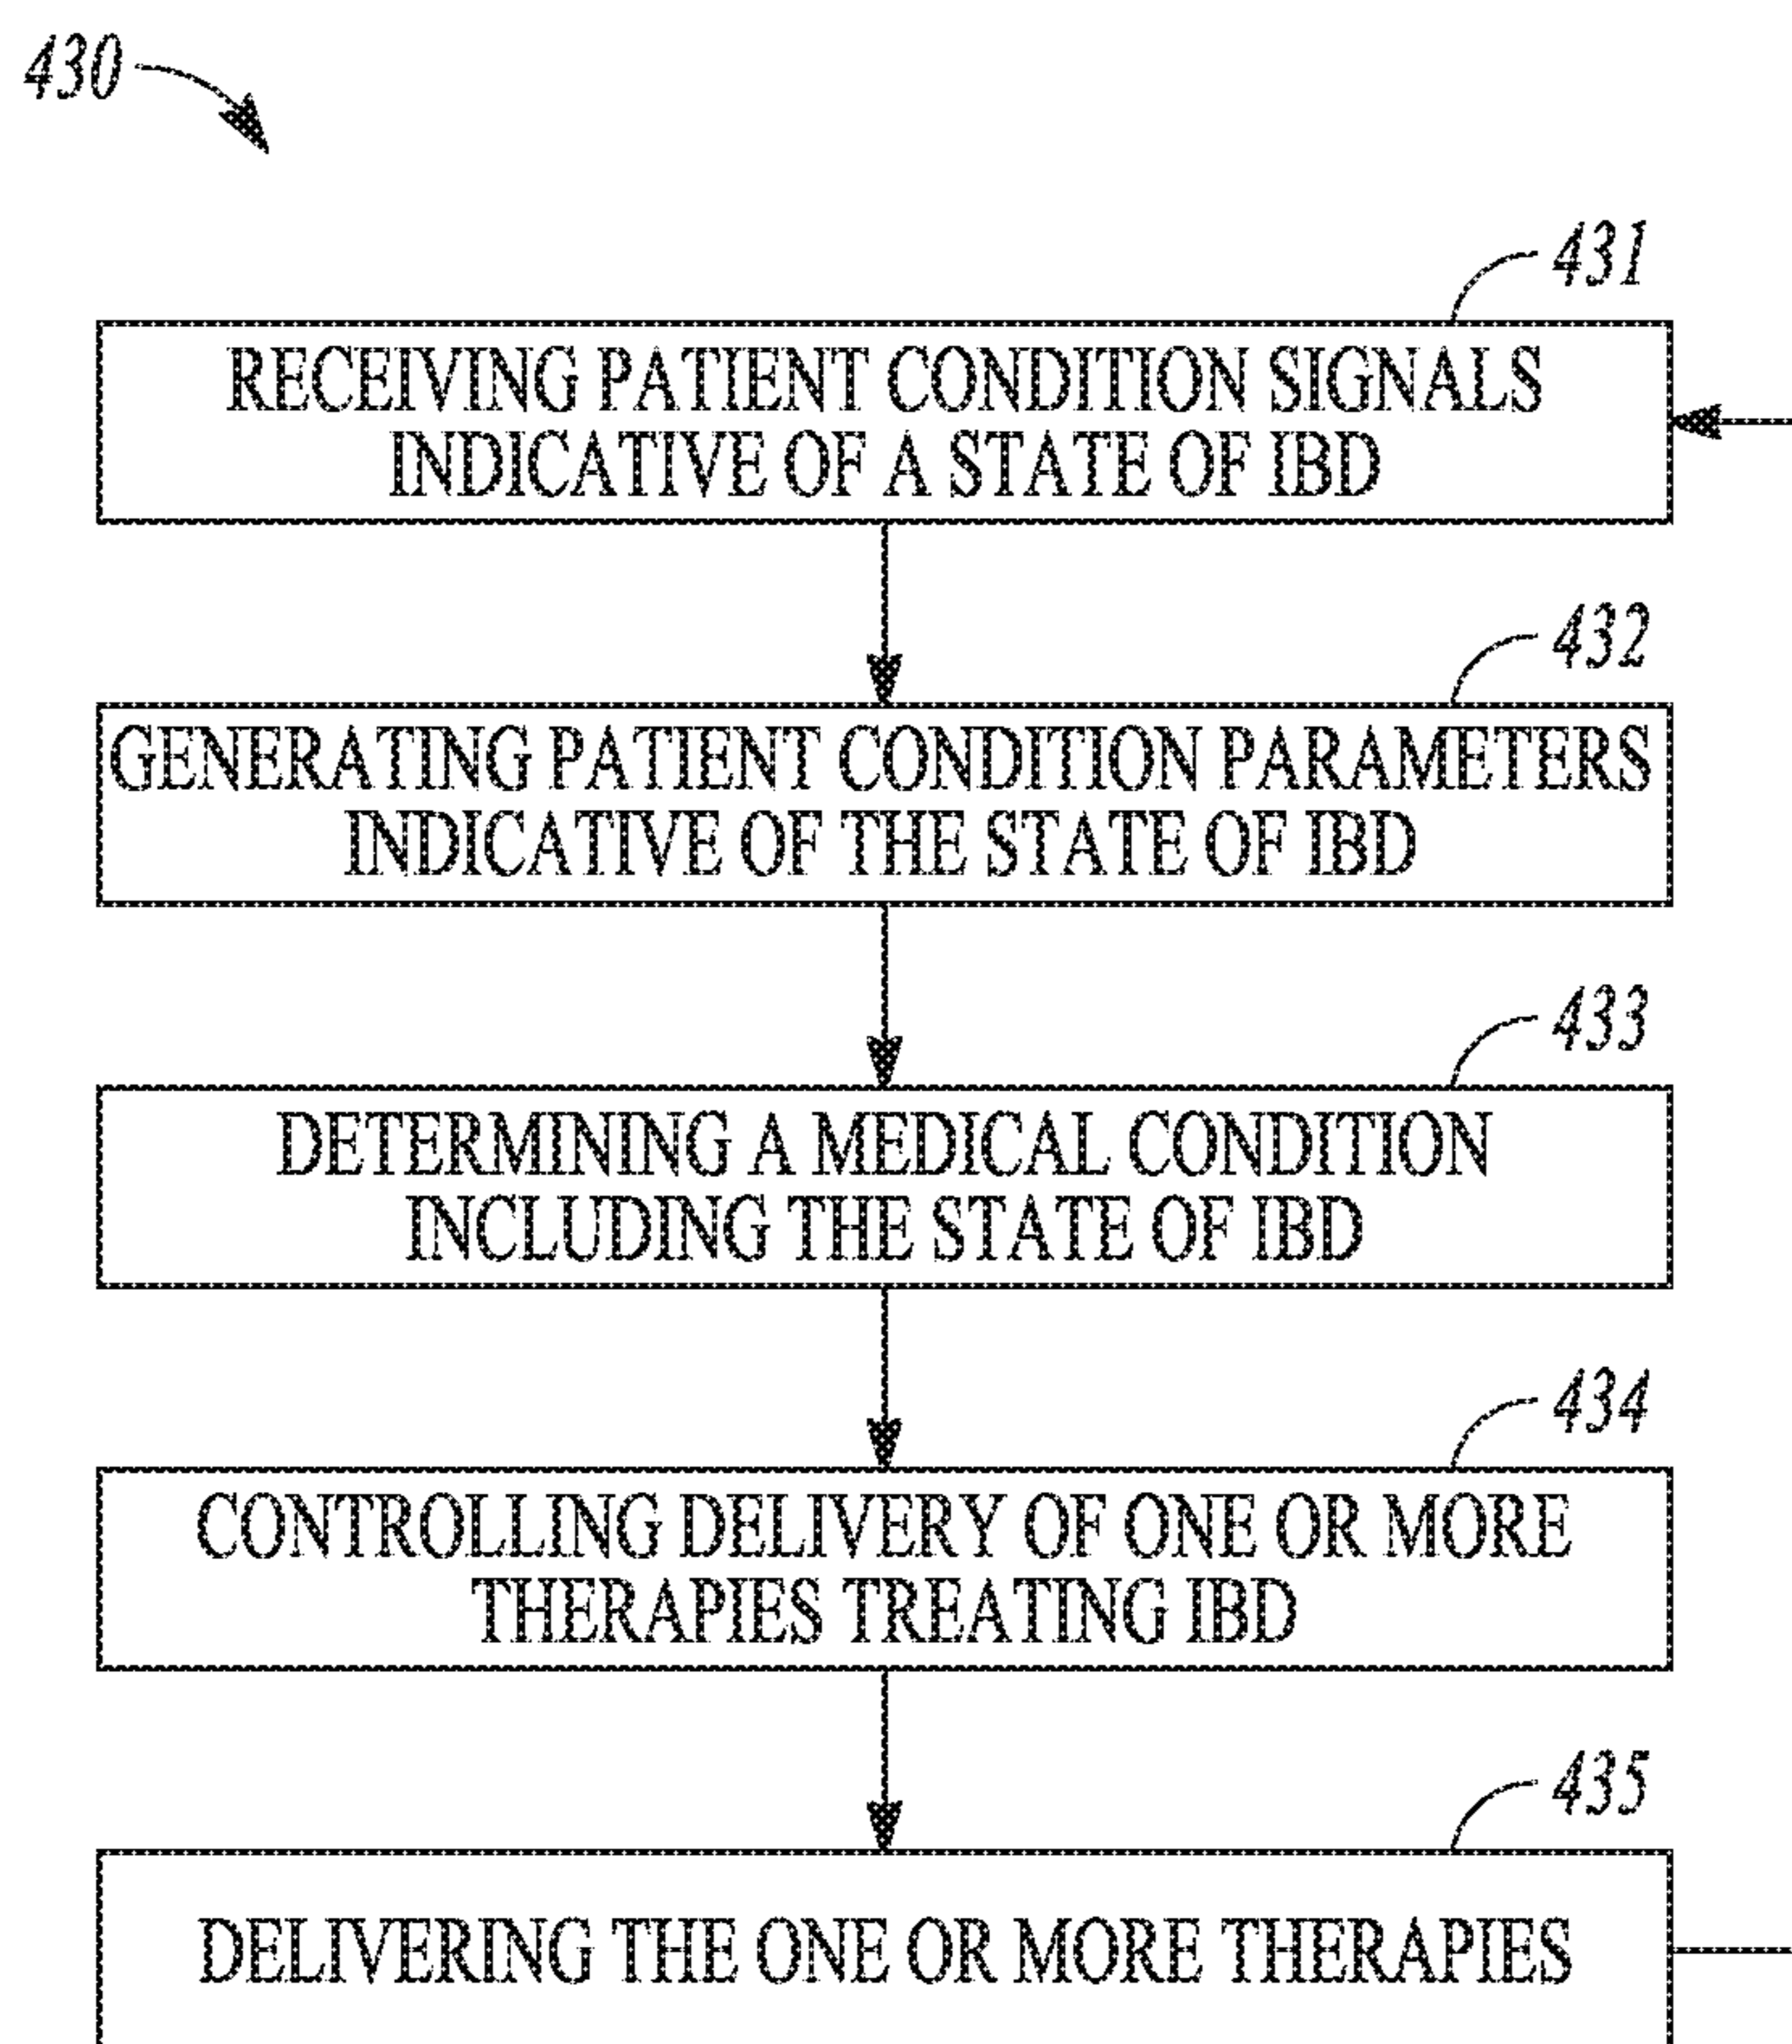 430
431
RECEIVING PATIENT CONDITION SIGNALS
INDICATIVE OF A STATE OF IBD
432
GENERATING PATIENT CONDITION PARAMETERS
INDICATIVE OF THE STATE OF IBD
433
DETERMINING A MEDICAL CONDITION
INCLUDING THE STATE OF IBD
434
CONTROLLING DELIVERY OF ONE OR MORE
THERAPIES TREATING IBD
435
DELIVERING THE ONE OR MORE THERAPIES